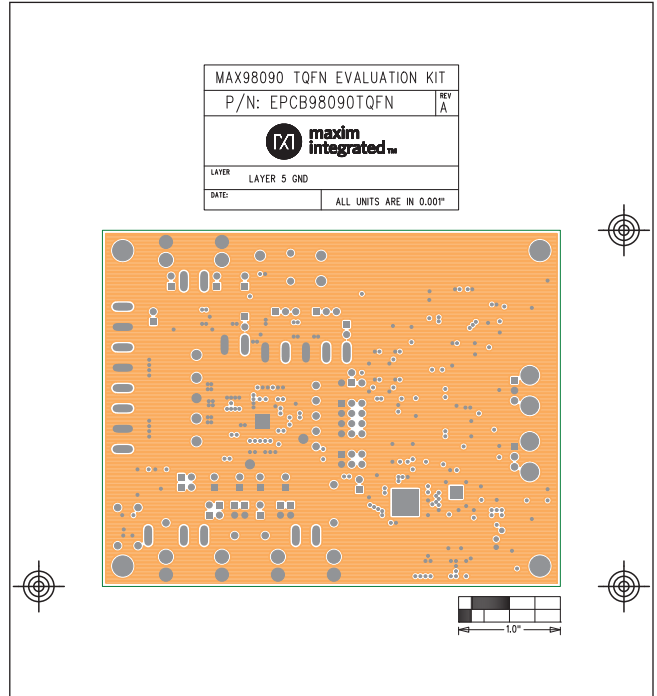 MAX98090 TQFN EVALUATION KIT
P/N: EPCB98090TQFN
REV
A
maxim
integrated™
LAYER
LAYER 5 GND
DATE:
ALL UNITS ARE IN 0.001"
1.0"